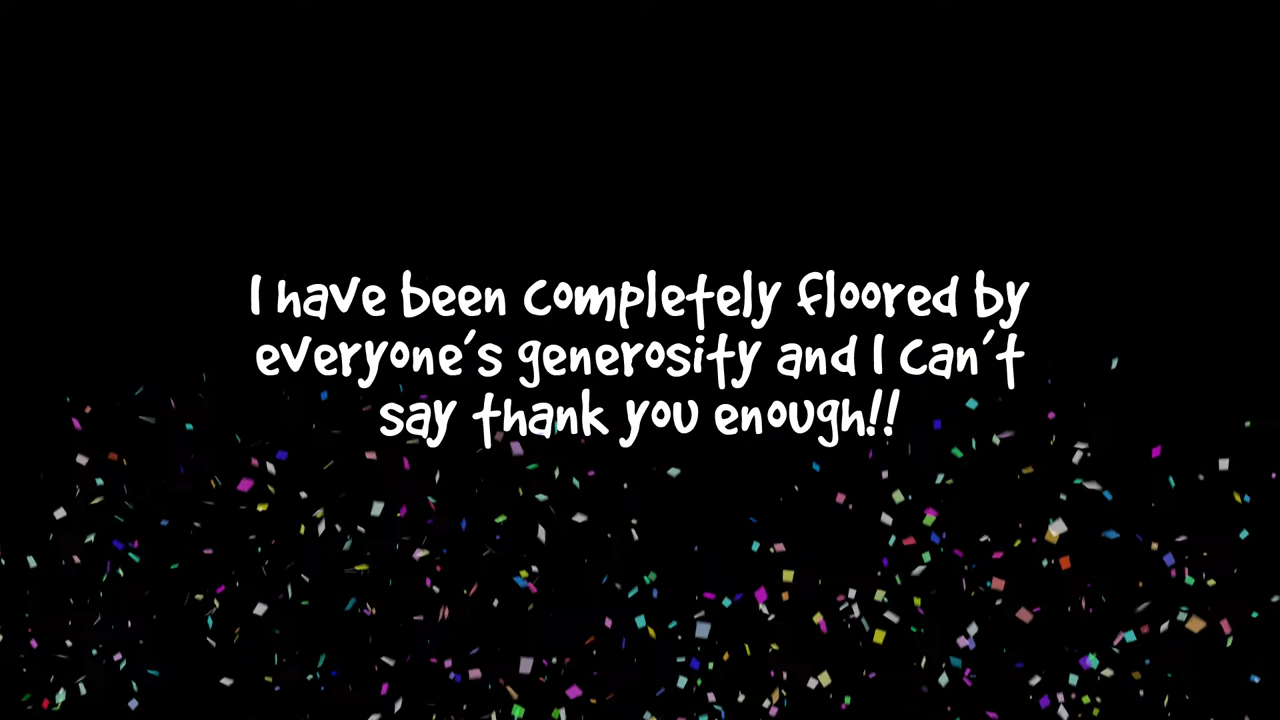 I have been completely floored by
everyone's generosity and I can't
say thank you enough!!